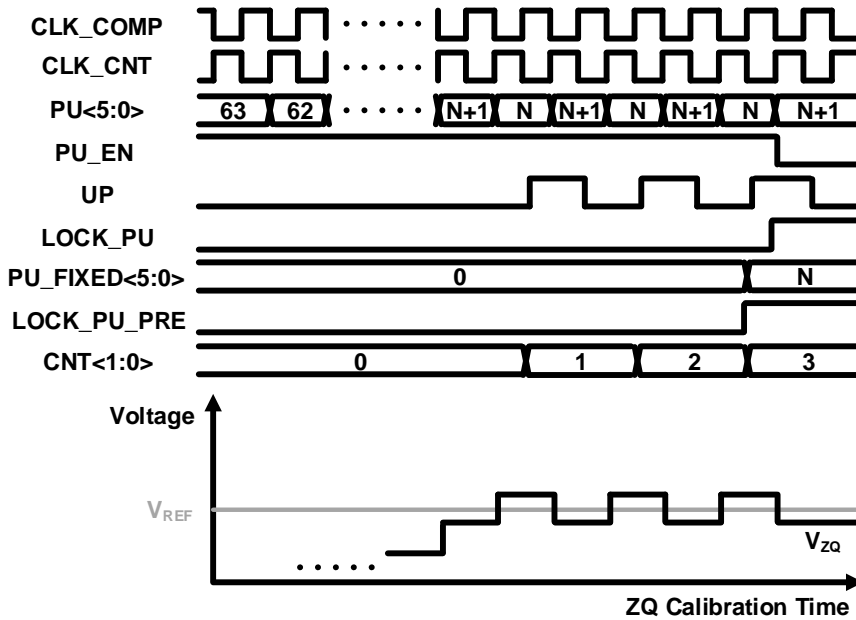 CLK_COMP
CLK_CNT
PU<5:0> 63 62 N+1 N N+1 N N+1 N N+1
PU_EN
UP
LOCK_PU
PU_FIXED<5:0> 0 N
LOCK_PU_PRE
CNT<1:0> 0 1 2 3
Voltage
VREF
VZQ
ZQ Calibration Time